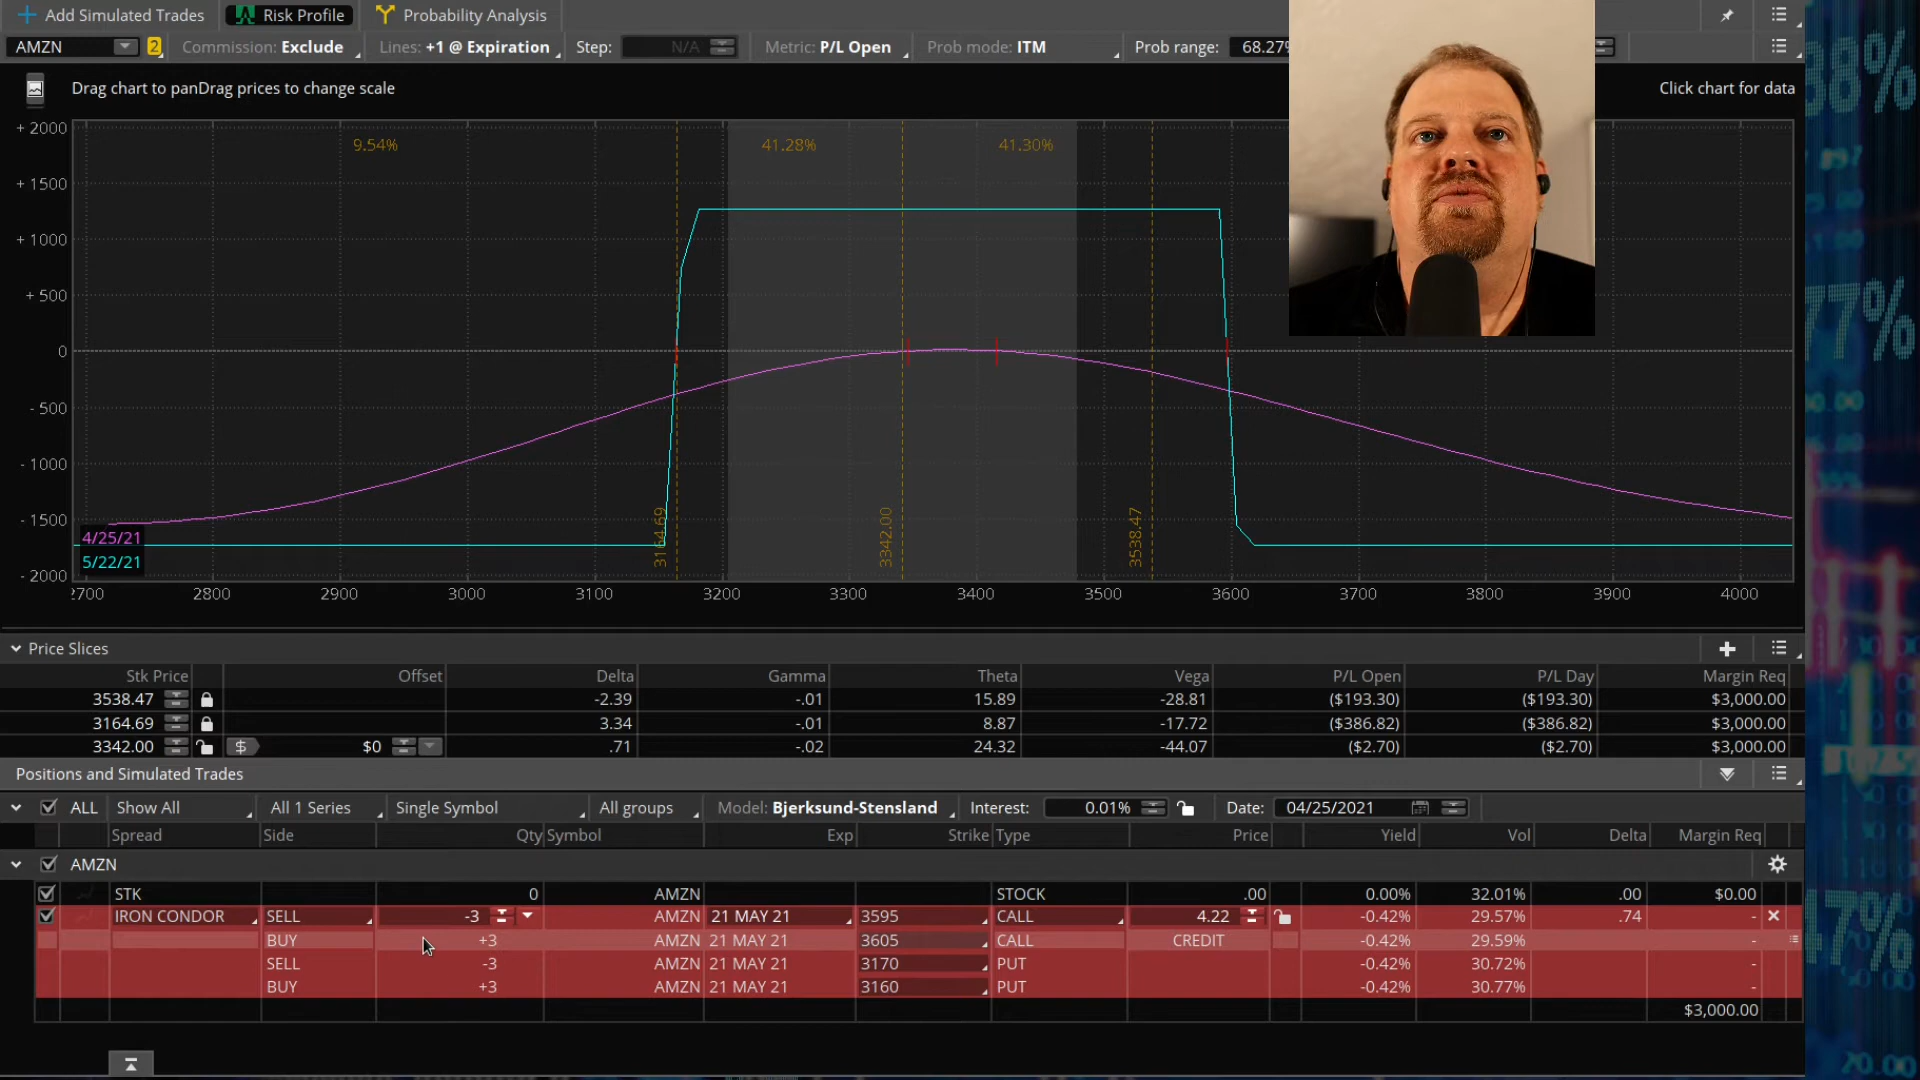 Add Simulated Trades Risk Profile Probability Analysis
AMZN 2 Commission: Exclude Lines: +1 @ Expiration Step: N/A Metric: P/L Open Prob mode: ITM Prob range: 68.27%
Drag chart to panDrag prices to change scale Click chart for data
+ 2000
9.54% 41.28% 41.30%
+ 1500
+ 1000
+ 500
0
- 500
- 1000
- 1500
3164.69 3342.00 3538.47
4/25/21
5/22/21
- 2000
2700 2800 2900 3000 3100 3200 3300 3400 3500 3600 3700 3800 3900 4000
Price Slices
Stk Price Offset Delta Gamma Theta Vega P/L Open P/L Day Margin Req
3538.47 -2.39 -.01 15.89 -28.81 ($193.30) ($193.30) $3,000.00
3164.69 3.34 -.01 8.87 -17.72 ($386.82) ($386.82) $3,000.00
3342.00 $ $0 .71 -.02 24.32 -44.07 ($2.70) ($2.70) $3,000.00
Positions and Simulated Trades
ALL Show All All 1 Series Single Symbol All groups Model: Bjerksund-Stensland Interest: 0.01% Date: 04/25/2021
Spread Side Qty Symbol Exp Strike Type Price Yield Vol Delta Margin Req
AMZN
STK 0 AMZN STOCK .00 0.00% 32.01% .00 $0.00
IRON CONDOR SELL -3 AMZN 21 MAY 21 3595 CALL 4.22 -0.42% 29.57% .74 -
BUY +3 AMZN 21 MAY 21 3605 CALL CREDIT -0.42% 29.59% -
SELL -3 AMZN 21 MAY 21 3170 PUT -0.42% 30.72% -
BUY +3 AMZN 21 MAY 21 3160 PUT -0.42% 30.77% -
$3,000.00